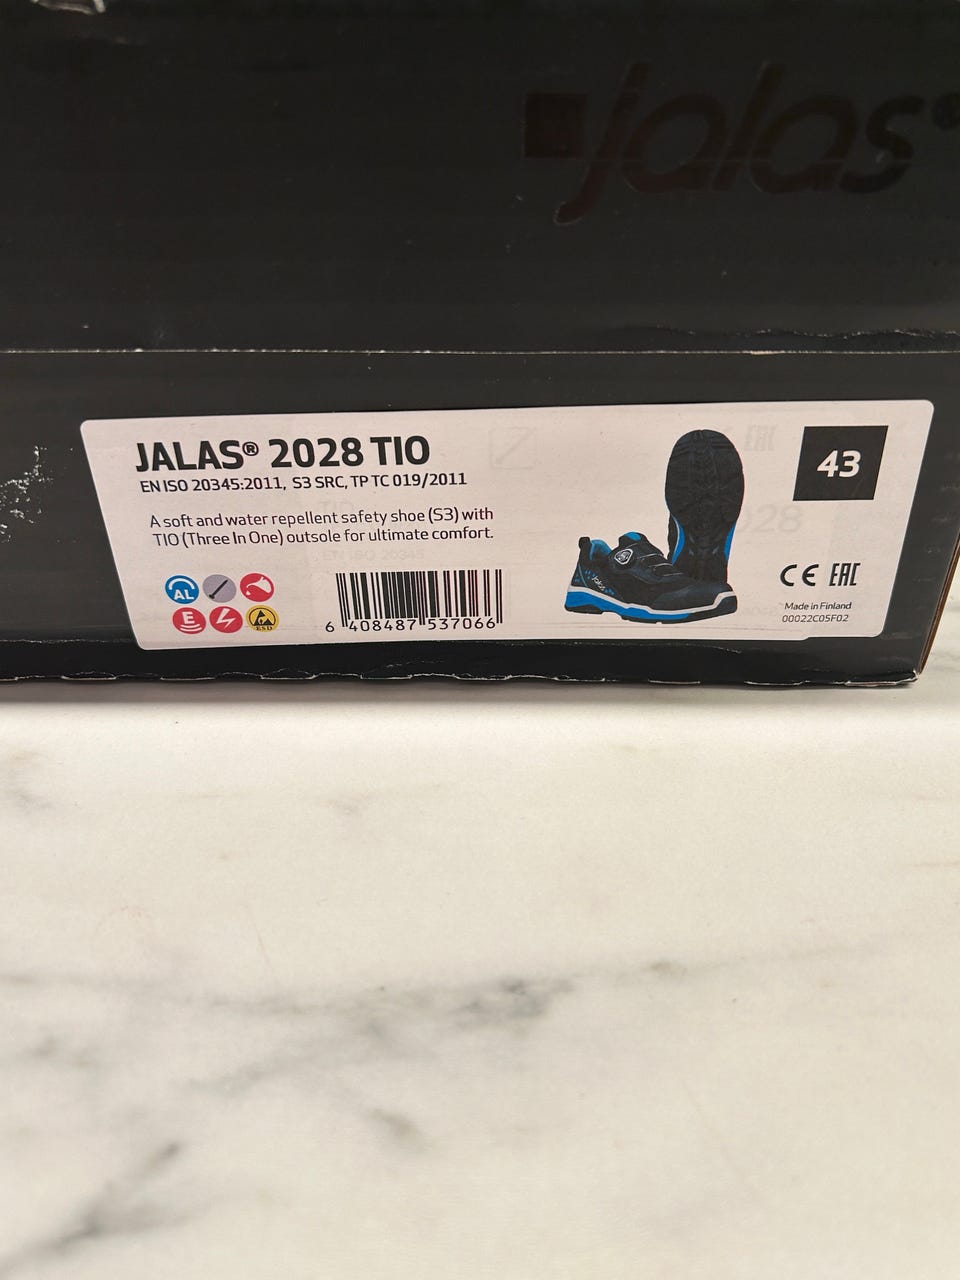 jalas®
JALAS® 2028 TIO
EN ISO 20345:2011, S3 SRC, TP TC 019/2011
A soft and water repellent safety shoe (S3) with
TIO (Three In One) outsole for ultimate comfort.
AL
E
ESD
6 408487 537066
43
CE EAC
Made in Finland
00022C05F02